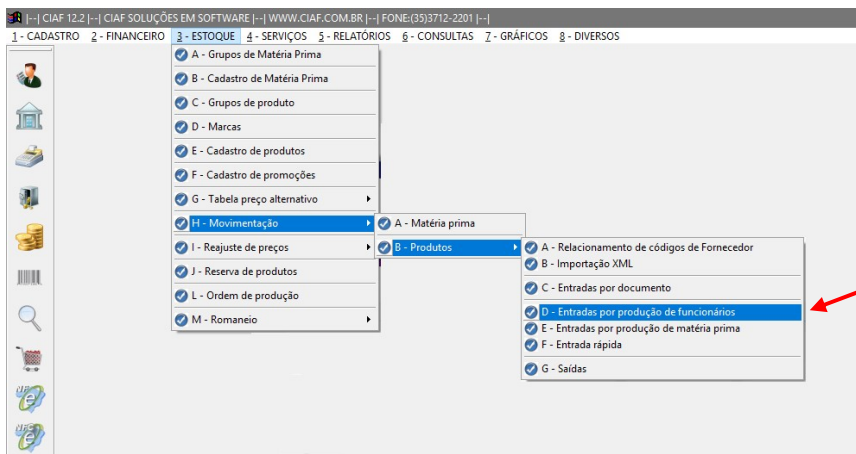 |--| CIAF 12.2 |--| CIAF SOLUÇÕES EM SOFTWARE |--| WWW.CIAF.COM.BR |--| FONE:(35)3712-2201 |--|
1 - CADASTRO 2 - FINANCEIRO 3 - ESTOQUE 4 - SERVIÇOS 5 - RELATÓRIOS 6 - CONSULTAS 7 - GRÁFICOS 8 - DIVERSOS
A - Grupos de Matéria Prima
B - Cadastro de Matéria Prima
C - Grupos de produto
D - Marcas
E - Cadastro de produtos
F - Cadastro de promoções
G - Tabela preço alternativo
H - Movimentação
I - Reajuste de preços
J - Reserva de produtos
L - Ordem de produção
M - Romaneio
A - Matéria prima
B - Produtos
A - Relacionamento de códigos de Fornecedor
B - Importação XML
C - Entradas por documento
D - Entradas por produção de funcionários
E - Entradas por produção de matéria prima
F - Entrada rápida
G - Saídas